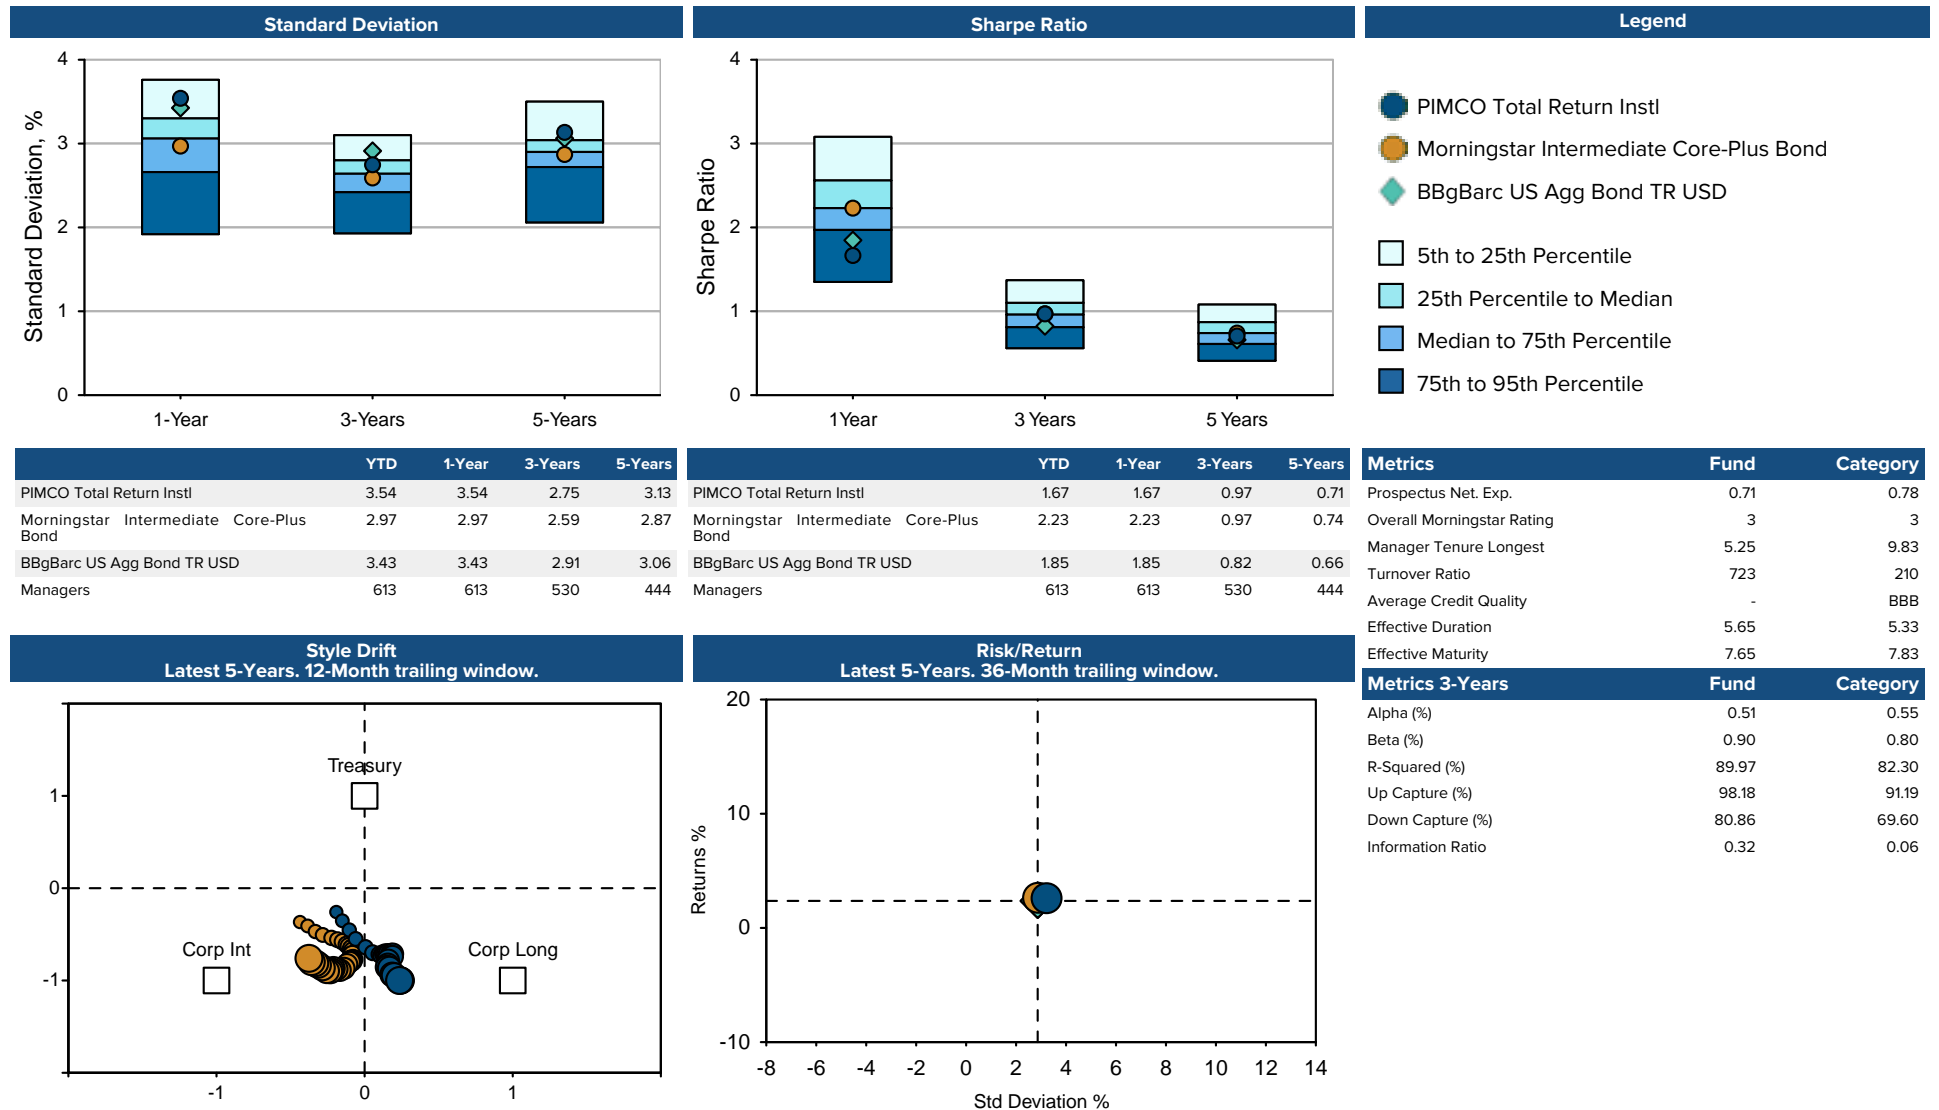 Standard Deviation
4
3
2
1
0
Standard Deviation, %
1-Year
3-Years
5-Years
Sharpe Ratio
4
3
2
1
0
Sharpe Ratio
1 Year
3 Years
5 Years
Legend
PIMCO Total Return Instl
Morningstar Intermediate Core-Plus Bond
BBgBarc US Agg Bond TR USD
5th to 25th Percentile
25th Percentile to Median
Median to 75th Percentile
75th to 95th Percentile
YTD 1-Year 3-Years 5-Years
PIMCO Total Return Instl 3.54 3.54 2.75 3.13
Morningstar Intermediate Core-Plus 2.97 2.97 2.59 2.87
Bond
BBgBarc US Agg Bond TR USD 3.43 3.43 2.91 3.06
Managers 613 613 530 444
YTD 1-Year 3-Years 5-Years
PIMCO Total Return Instl 1.67 1.67 0.97 0.71
Morningstar Intermediate Core-Plus 2.23 2.23 0.97 0.74
Bond
BBgBarc US Agg Bond TR USD 1.85 1.85 0.82 0.66
Managers 613 613 530 444
Metrics Fund Category
Prospectus Net. Exp. 0.71 0.78
Overall Morningstar Rating 3 3
Manager Tenure Longest 5.25 9.83
Turnover Ratio 723 210
Average Credit Quality - BBB
Effective Duration 5.65 5.33
Effective Maturity 7.65 7.83
Metrics 3-Years Fund Category
Alpha (%) 0.51 0.55
Beta (%) 0.90 0.80
R-Squared (%) 89.97 82.30
Up Capture (%) 98.18 91.19
Down Capture (%) 80.86 69.60
Information Ratio 0.32 0.06
Style Drift
Latest 5-Years. 12-Month trailing window.
Treasury
1
0
Corp Int
Corp Long
-1
-1 0 1
Risk/Return
Latest 5-Years. 36-Month trailing window.
20
10
0
-10
Returns %
-8 -6 -4 -2 0 2 4 6 8 10 12 14
Std Deviation %